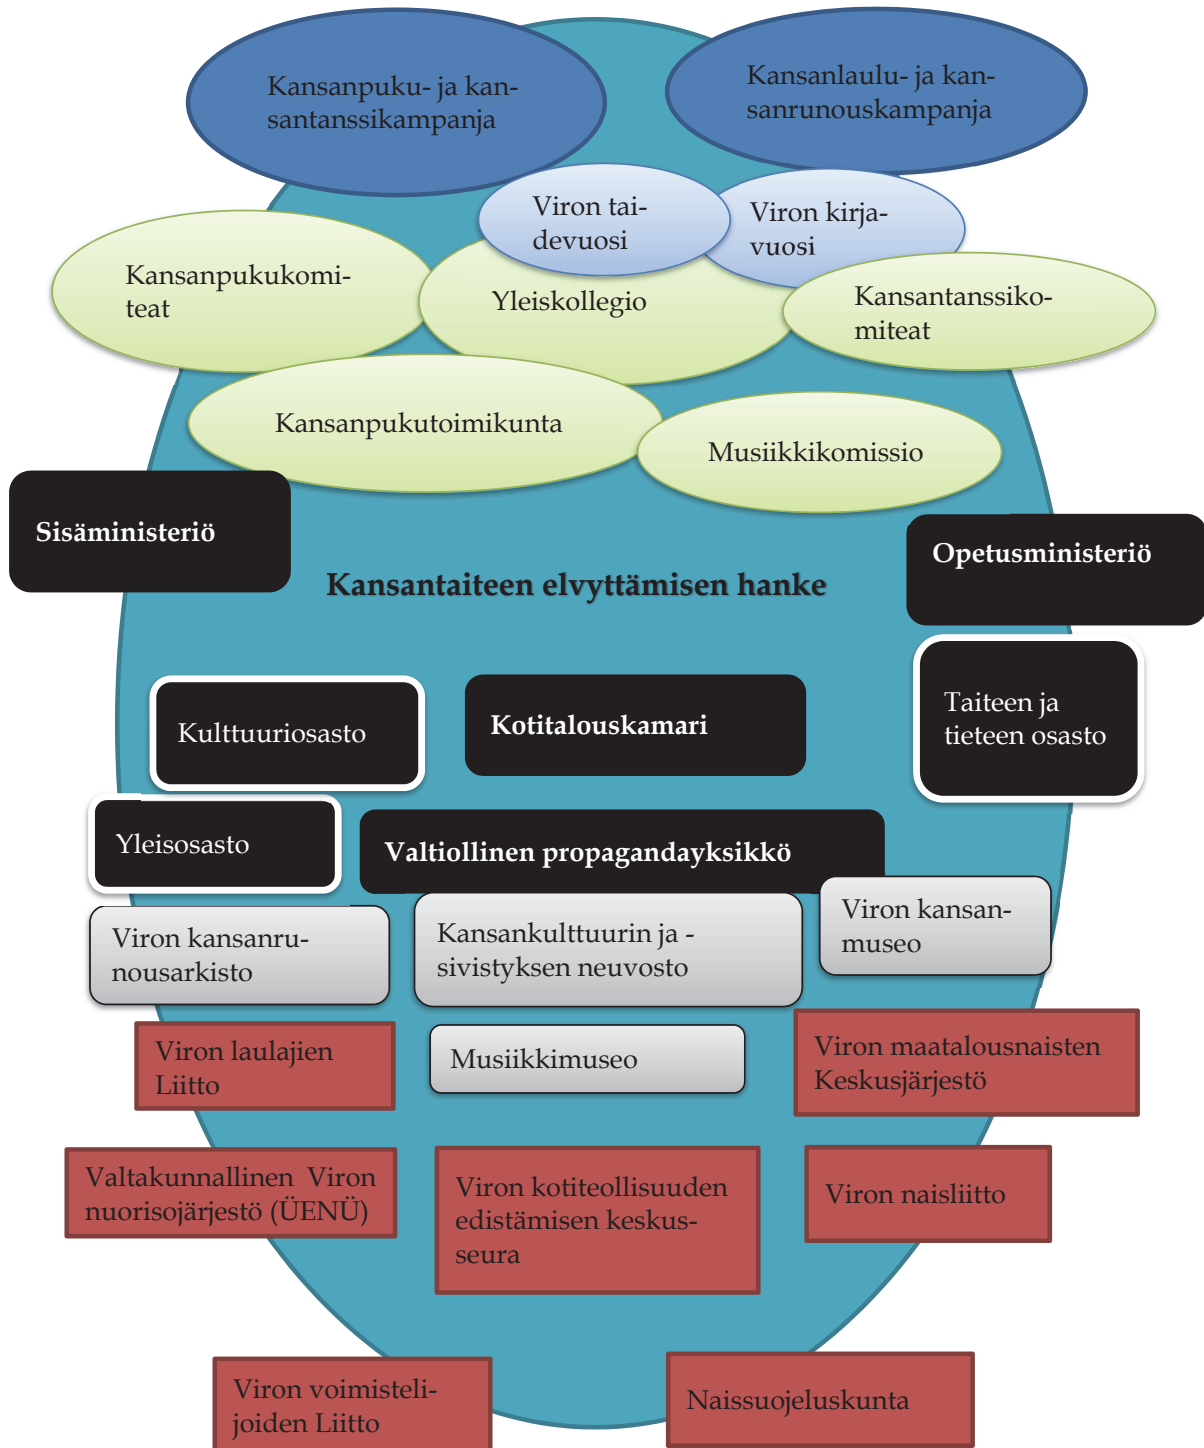 Kansanpuku- ja kan-
santanssikampanja
Kansanlaulu- ja kan-
sanrunouskampanja
Viron tai-
devuosi
Viron kirja-
vuosi
Kansanpukukomi-
teat
Yleiskollegio
Kansantanssiko-
miteat
Kansanpukutoimikunta
Musiikkikomissio
Sisäministeriö
Opetusministeriö
Kansantaiteen elvyttämisen hanke
Kulttuuriosasto
Kotitalouskamari
Taiteen ja
tieteen osasto
Yleisosasto
Valtiollinen propagandayksikkö
Viron kansanru-
nousarkisto
Kansankulttuurin ja -
sivistyksen neuvosto
Viron kansan-
museo
Viron laulajien
Liitto
Musiikkimuseo
Viron maatalousnaisten
Keskusjärjestö
Valtakunnallinen Viron
nuorisojärjestö (ÜENÜ)
Viron kotiteollisuuden
edistämisen keskus-
seura
Viron naisliitto
Viron voimisteli-
joiden Liitto
Naissuojeluskunta